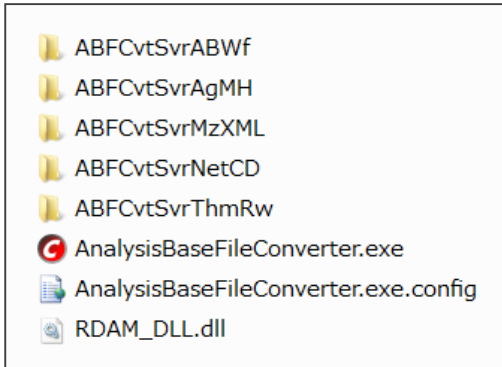 ABFCvtSvrABWf
ABFCvtSvrAgMH
ABFCvtSvrMzXML
ABFCvtSvrNetCD
ABFCvtSvrThmRw
AnalysisBaseFileConverter.exe
AnalysisBaseFileConverter.exe.config
RDAM_DLL.dll